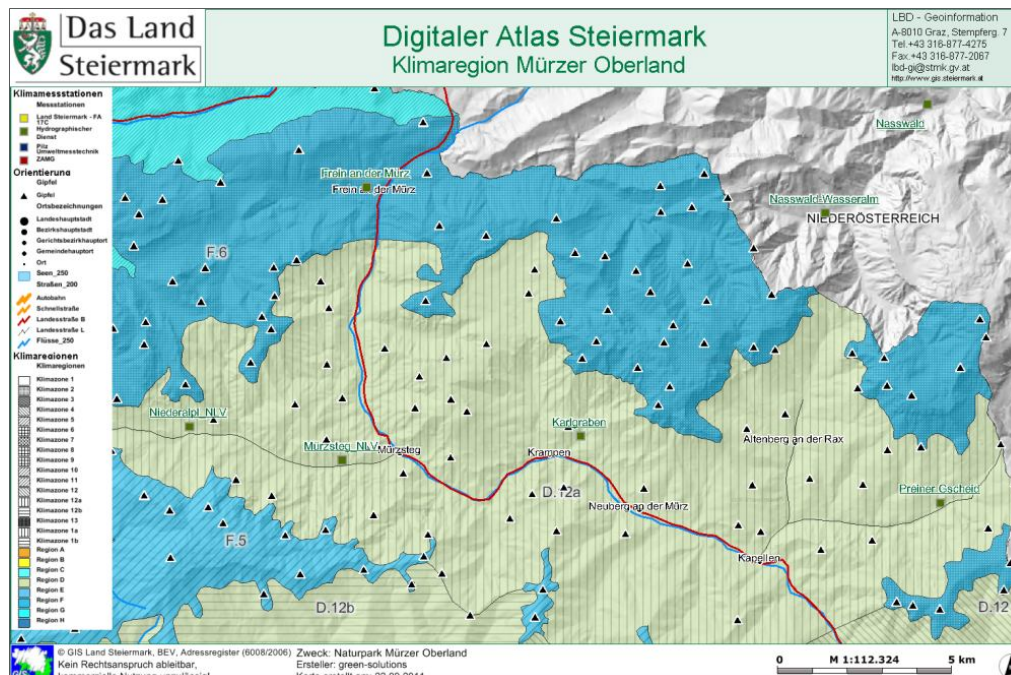 Das Land
Steiermark
Digitaler Atlas Steiermark
Klimaregion Mürzer Oberland
LBD - Geoinformation
A-8010 Graz, Stempferg. 7
Tel.+43 316-877-4275
Fax.+43 316-877-2067
lbd-gi@stmk.gv.at
http://www.gis.steiermark.at
Klimamessstationen
Messstationen
Land Steiermark - FA
17C
Hydrographischer
Dienst
Pilz
Umweltmesstechnik
ZAMG
Orientierung
Gipfel
Gipfel
Ortsbezeichnungen
Landeshauptstadt
Bezirkshauptstadt
Gerichtsbezirkhauptort
Gemeindehauptort
Ort
Seen_250
Straßen_200
Autobahn
Schnellstraße
Landesstraße B
Landesstraße L
Flüsse_250
Klimaregionen
Klimaregionen
Klimazone 1
Klimazone 2
Klimazone 3
Klimazone 4
Klimazone 5
Klimazone 6
Klimazone 7
Klimazone 8
Klimazone 9
Klimazone 10
Klimazone 11
Klimazone 12
Klimazone 12a
Klimazone 12b
Klimazone 13
Klimazone 1a
Klimazone 1b
Region A
Region B
Region C
Region D
Region E
Region F
Region G
Region H
Nasswald
Frein an der Mürz
Frein an der Mürz
Nasswald-Wasseralm
NIEDERÖSTERREICH
F.6
Niederalpl_NLV
Karlgraben
Altenberg an der Rax
Mürzsteg_NLV
Mürzsteg
Krampen
D.12a
Preiner Gscheid
Neuberg an der Mürz
F.5
Kapellen
D.12b
D.12
GIS
© GIS Land Steiermark, BEV, Adressregister (6008/2006)
Kein Rechtsanspruch ableitbar,
Zweck: Naturpark Mürzer Oberland
Ersteller: green-solutions
0 M 1:112.324 5 km